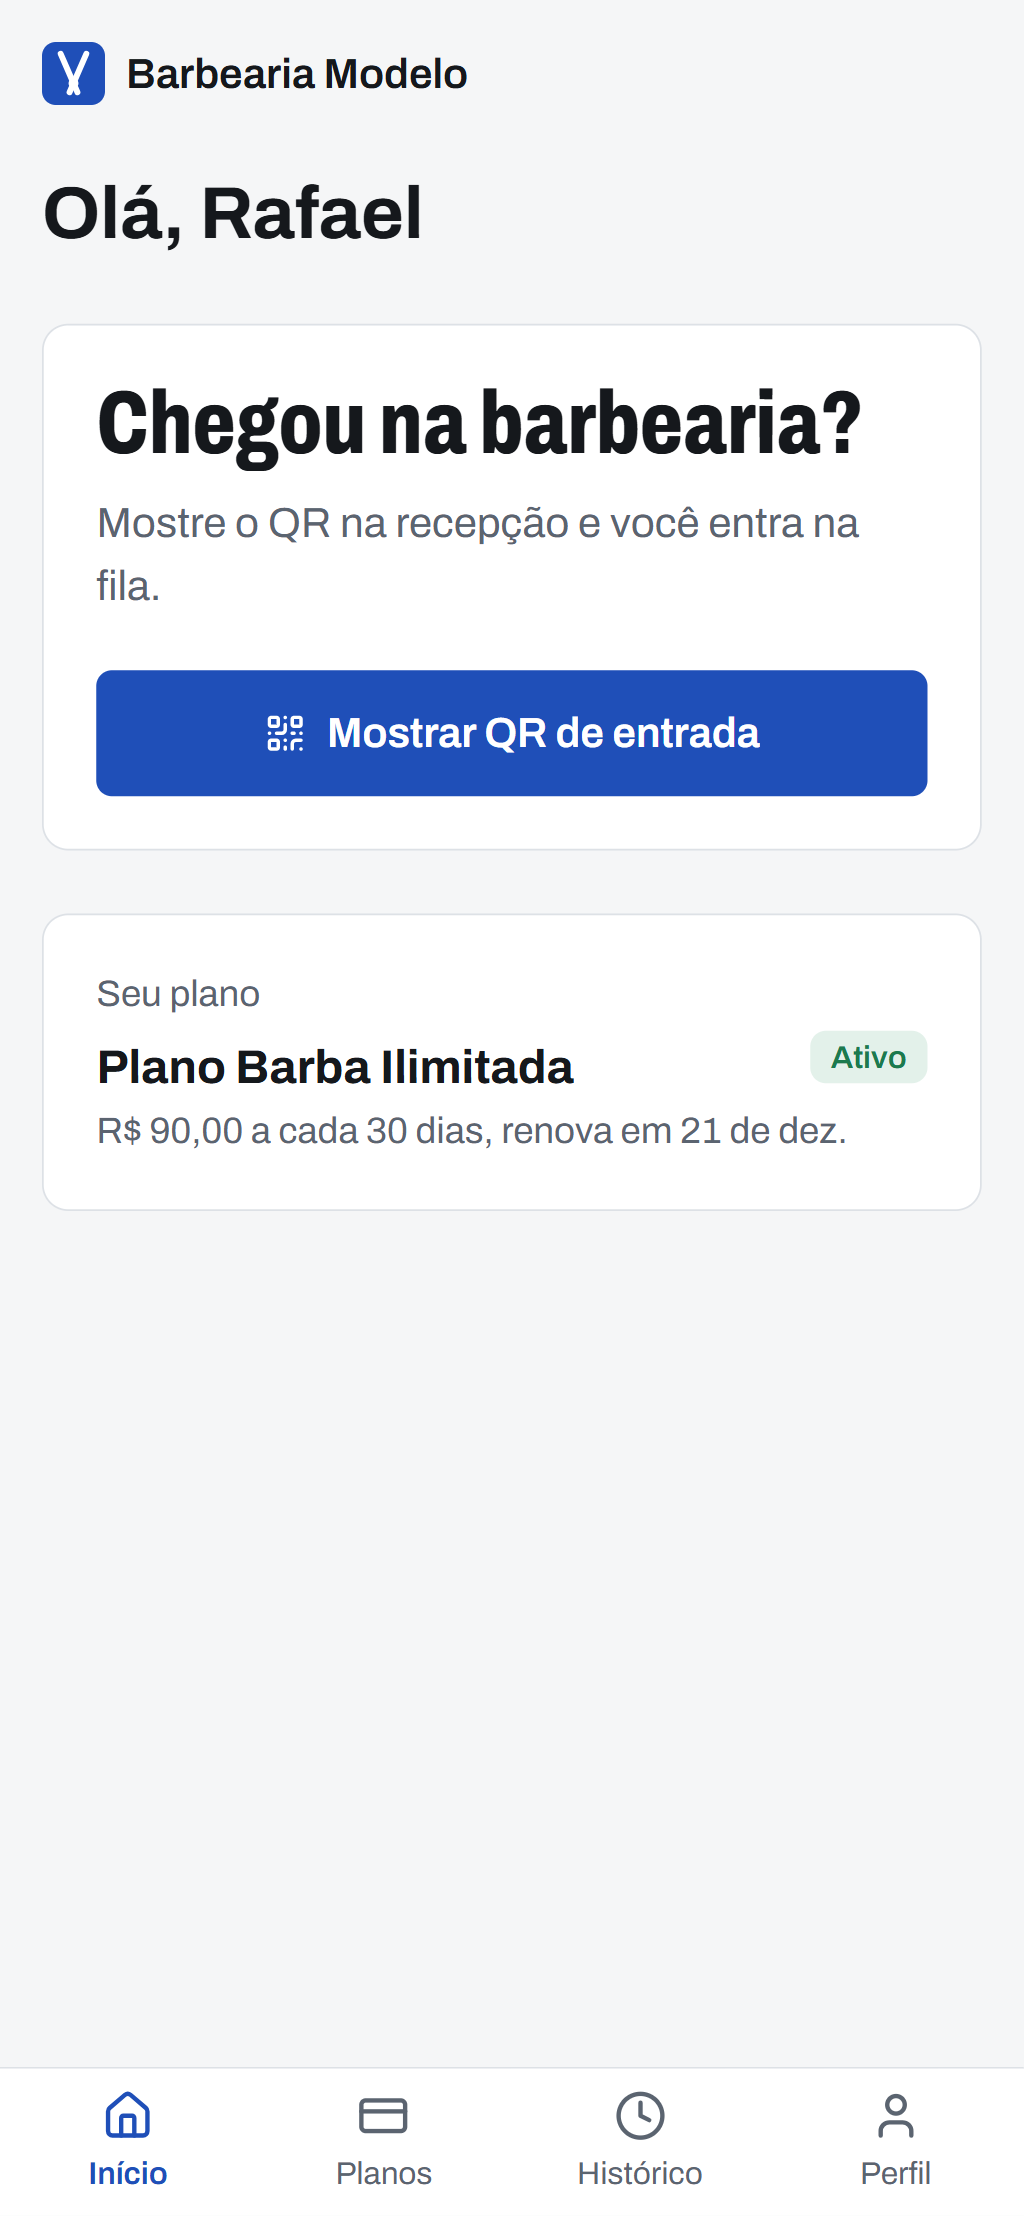 Barbearia Modelo
Olá, Rafael
Chegou na barbearia?
Mostre o QR na recepção e você entra na
fila.
Mostrar QR de entrada
Seu plano
Plano Barba Ilimitada
Ativo
R$ 90,00 a cada 30 dias, renova em 21 de dez.
Início
Planos
Histórico
Perfil